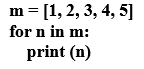 m = [1, 2, 3, 4, 5]
for n in m:
    print (n)